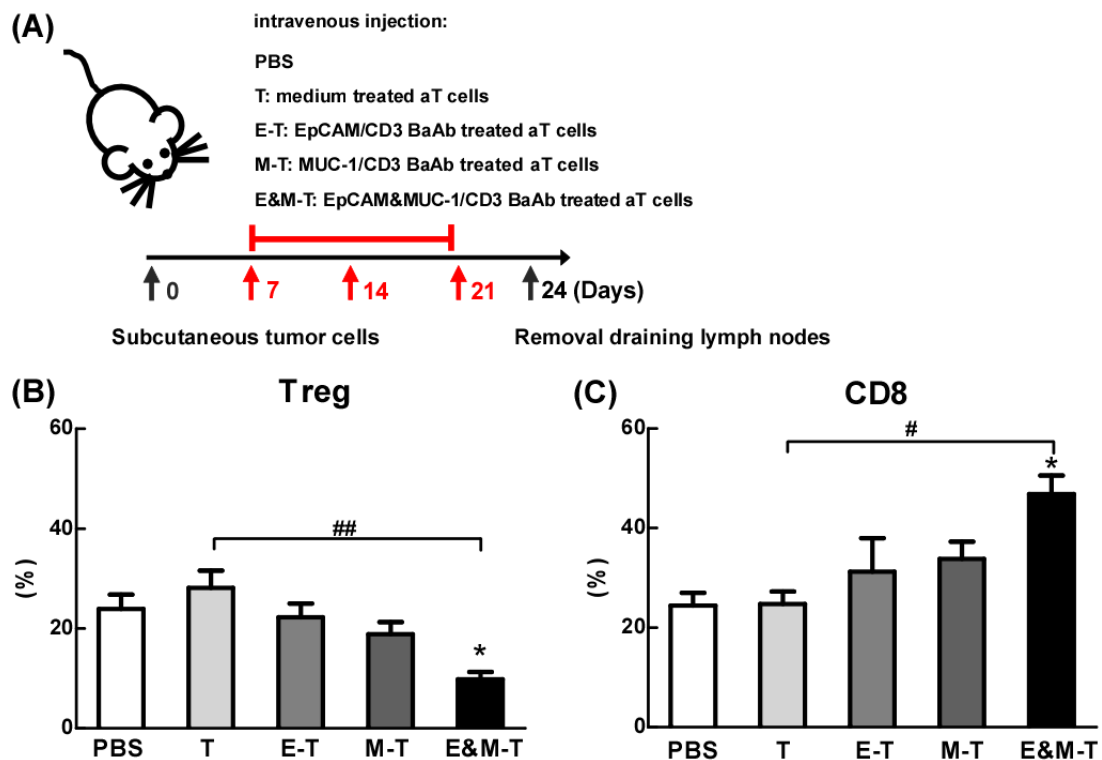 (A)
intravenous injection:
PBS
T: medium treated aT cells
E-T: EpCAM/CD3 BaAb treated aT cells
M-T: MUC-1/CD3 BaAb treated aT cells
E&M-T: EpCAM&MUC-1/CD3 BaAb treated aT cells
0 7 14 21 24 (Days)
Subcutaneous tumor cells Removal draining lymph nodes
(B) Treg
(%)
60
40
20
0
##
*
PBS T E-T M-T E&M-T
(C) CD8
(%)
60
40
20
0
#
*
PBS T E-T M-T E&M-T